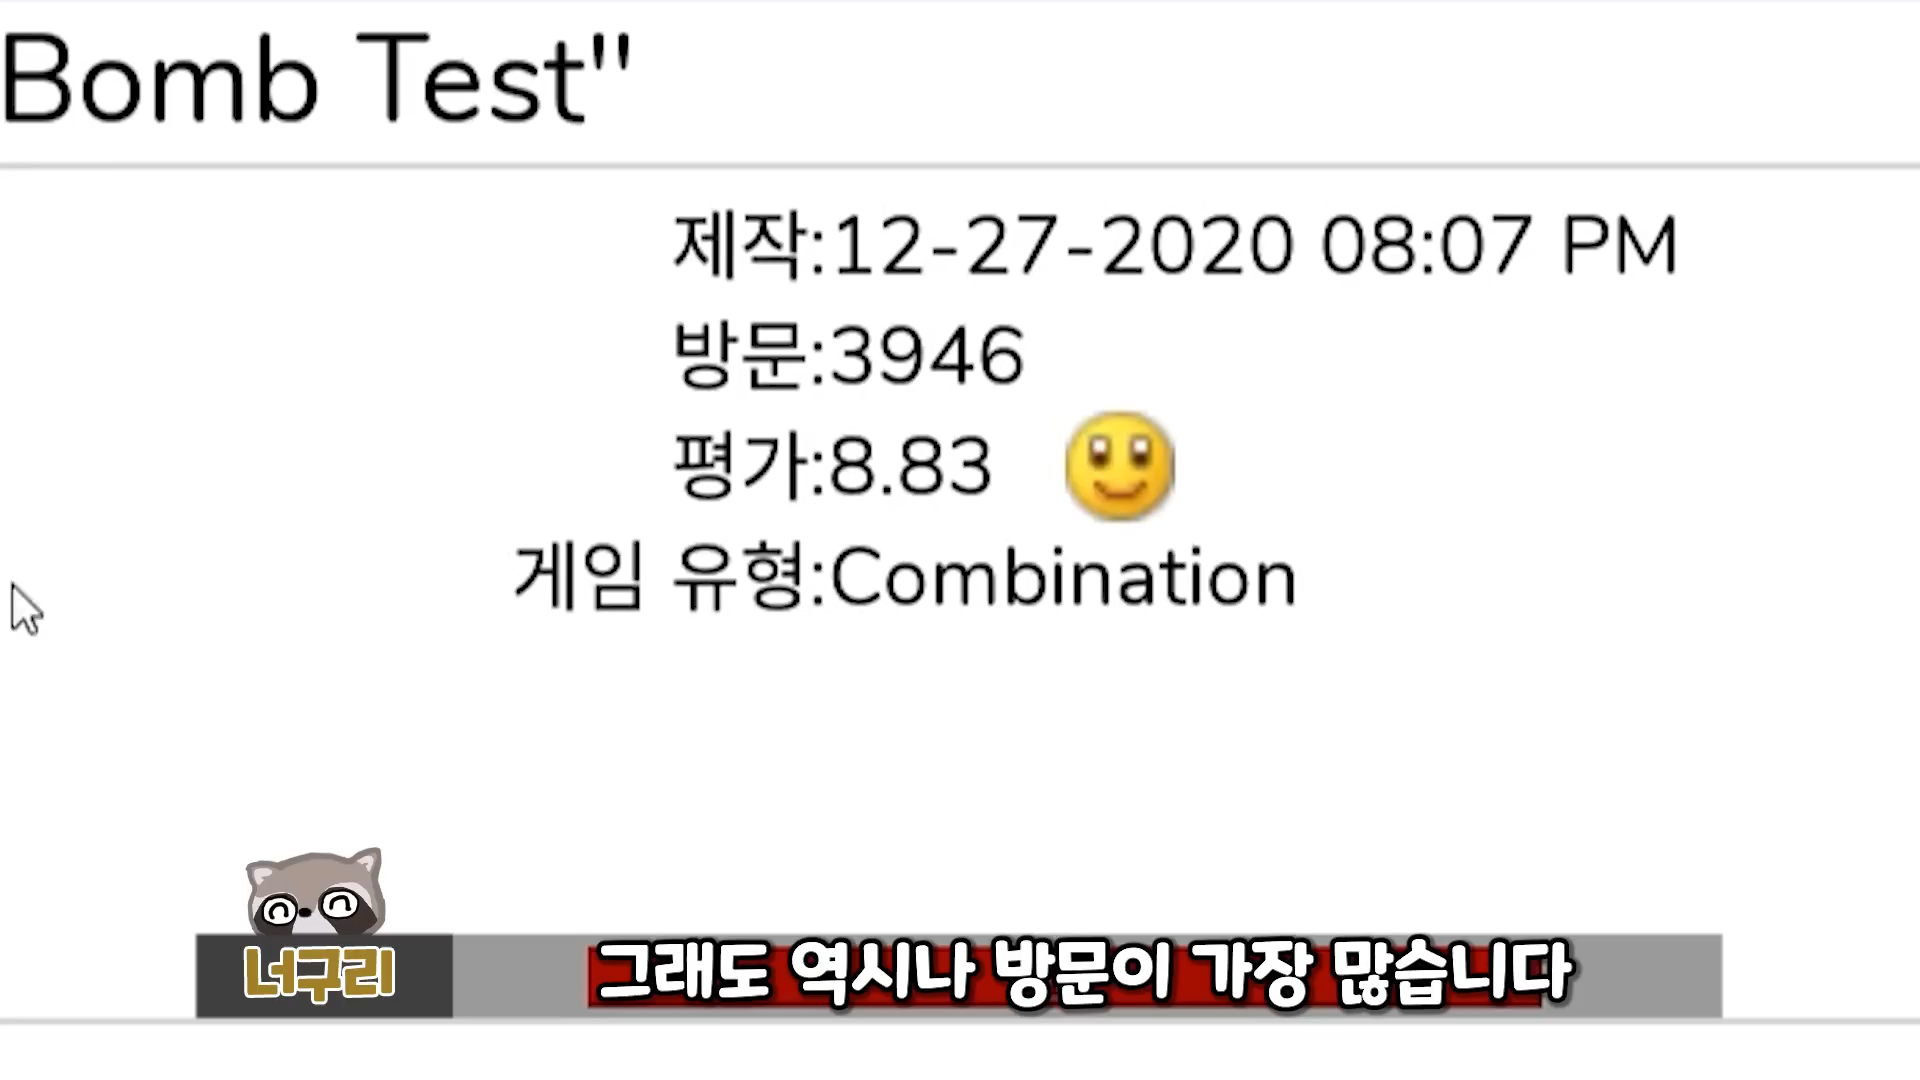 Bomb Test"
제작:12-27-2020 08:07 PM
방문:3946
평가:8.83
게임 유형:Combination
너구리
그래도 역시나 방문이 가장 많습니다